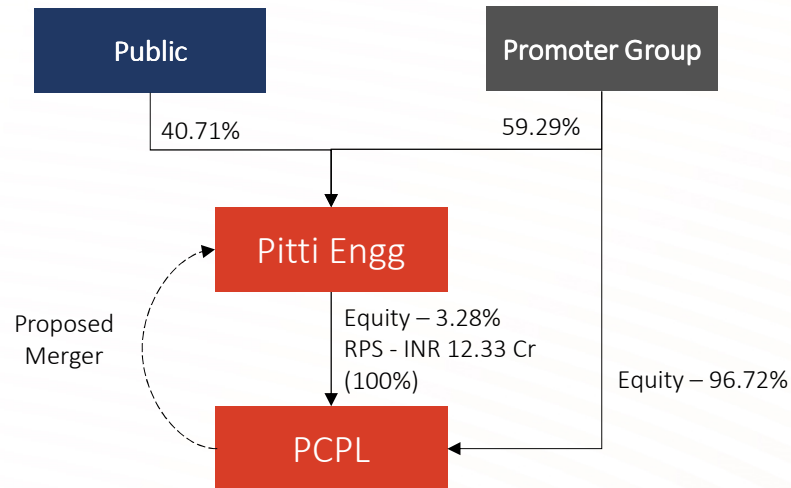 Public
Promoter Group
40.71%
59.29%
Pitti Engg
Proposed
Merger
Equity – 3.28%
RPS - INR 12.33 Cr
(100%)
Equity – 96.72%
PCPL